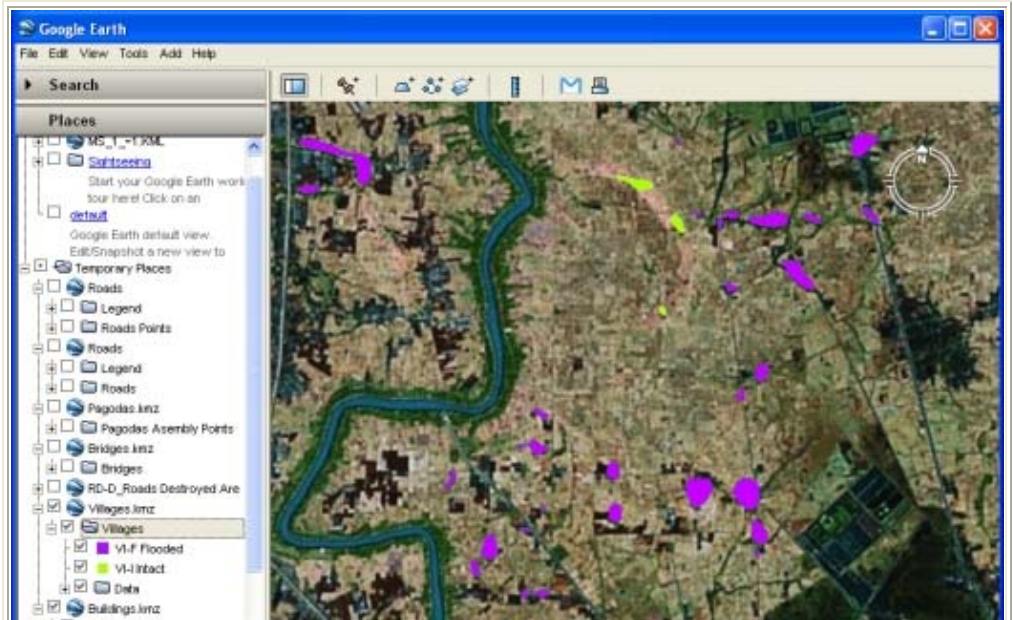 Google Earth
File Edit View Tools Add Help
Search
Places
MS_1_~1.KML
Sightseeing
Start your Google Earth work
tour here! Click on an
default
Google Earth default view.
Edit/Snapshot a new view to
Temporary Places
Roads
Legend
Roads Points
Roads
Legend
Roads
Pagodas.kmz
Pagodas Asembly Points
Bridges.kmz
Bridges
RD-D_Roads Destroyed Are
Villages.kmz
Villages
VI-F Flooded
VI-I Intact
Data
Buildings.kmz
N